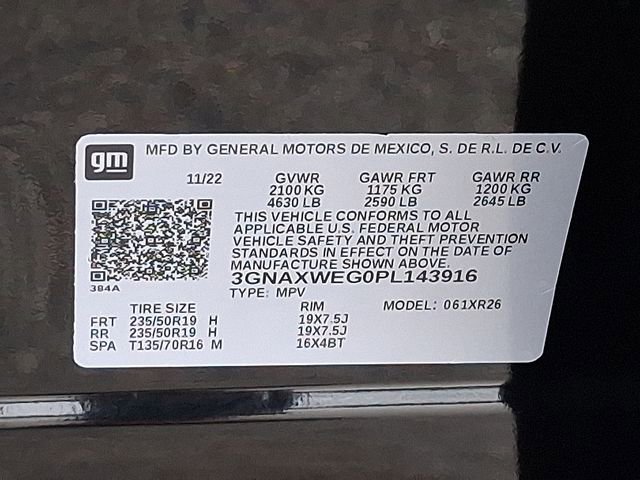 gm MFD BY GENERAL MOTORS DE MEXICO, S. DE R.L. DE C.V.
11/22 GVWR GAWR FRT GAWR RR
2100 KG 1175 KG 1200 KG
4630 LB 2590 LB 2645 LB
THIS VEHICLE CONFORMS TO ALL
APPLICABLE U.S. FEDERAL MOTOR
VEHICLE SAFETY AND THEFT PREVENTION
STANDARDS IN EFFECT ON THE DATE OF
MANUFACTURE SHOWN ABOVE.
3GNAXWEG0PL143916
384A
TYPE: MPV
TIRE SIZE RIM MODEL: 061XR26
FRT 235/50R19 H 19X7.5J
RR 235/50R19 H 19X7.5J
SPA T135/70R16 M 16X4BT